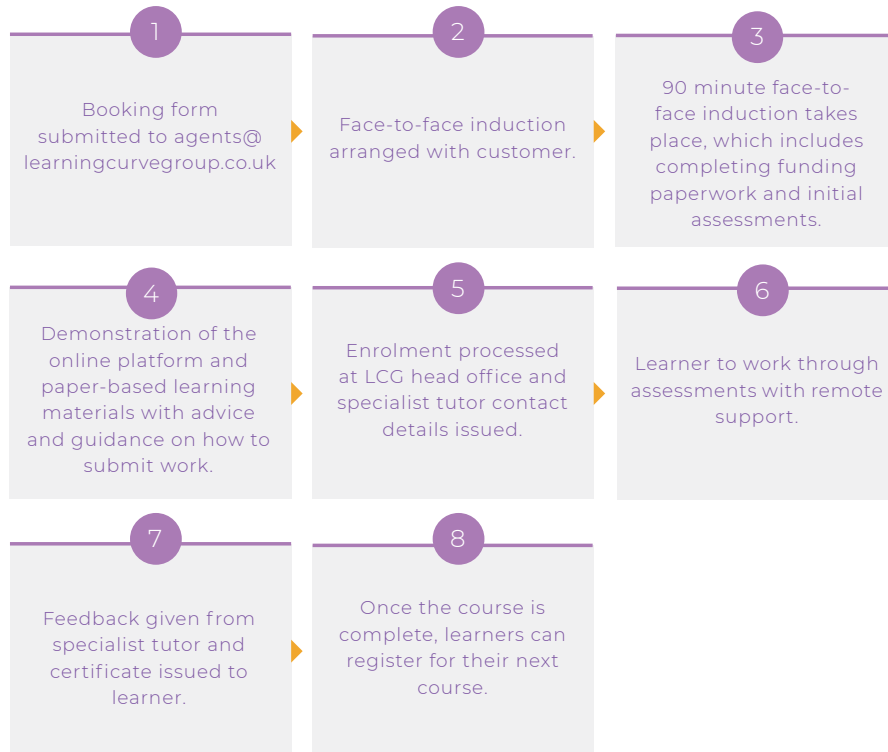 1
Booking form
submitted to agents@
learningcurvegroup.co.uk
2
Face-to-face induction
arranged with customer.
3
90 minute face-to-
face induction takes
place, which includes
completing funding
paperwork and initial
assessments.
4
Demonstration of the
online platform and
paper-based learning
materials with advice
and guidance on how to
submit work.
5
Enrolment processed
at LCG head office and
specialist tutor contact
details issued.
6
Learner to work through
assessments with remote
support.
7
Feedback given from
specialist tutor and
certificate issued to
learner.
8
Once the course is
complete, learners can
register for their next
course.